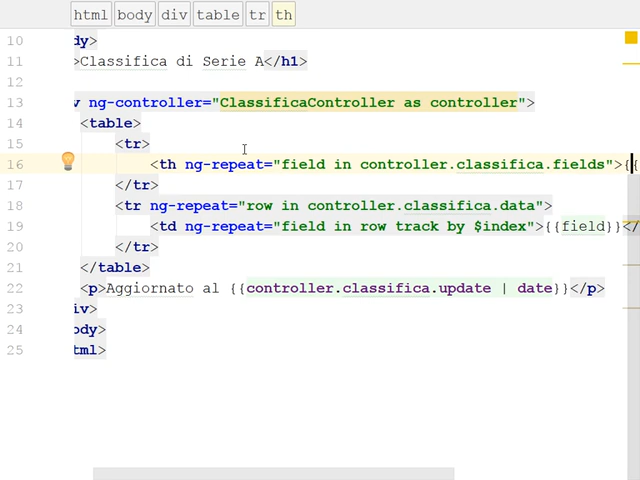 html body div table tr th
10 dy>
11 >Classifica di Serie A</h1>
12
13 v ng-controller="ClassificaController as controller">
14 <table>
15 <tr>
16 <th ng-repeat="field in controller.classifica.fields">{{
17 </tr>
18 <tr ng-repeat="row in controller.classifica.data">
19 <td ng-repeat="field in row track by $index">{{field}}</
20 </tr>
21 </table>
22 <p>Aggiornato al {{controller.classifica.update | date}}</p>
23 iv>
24 ody>
25 tml>